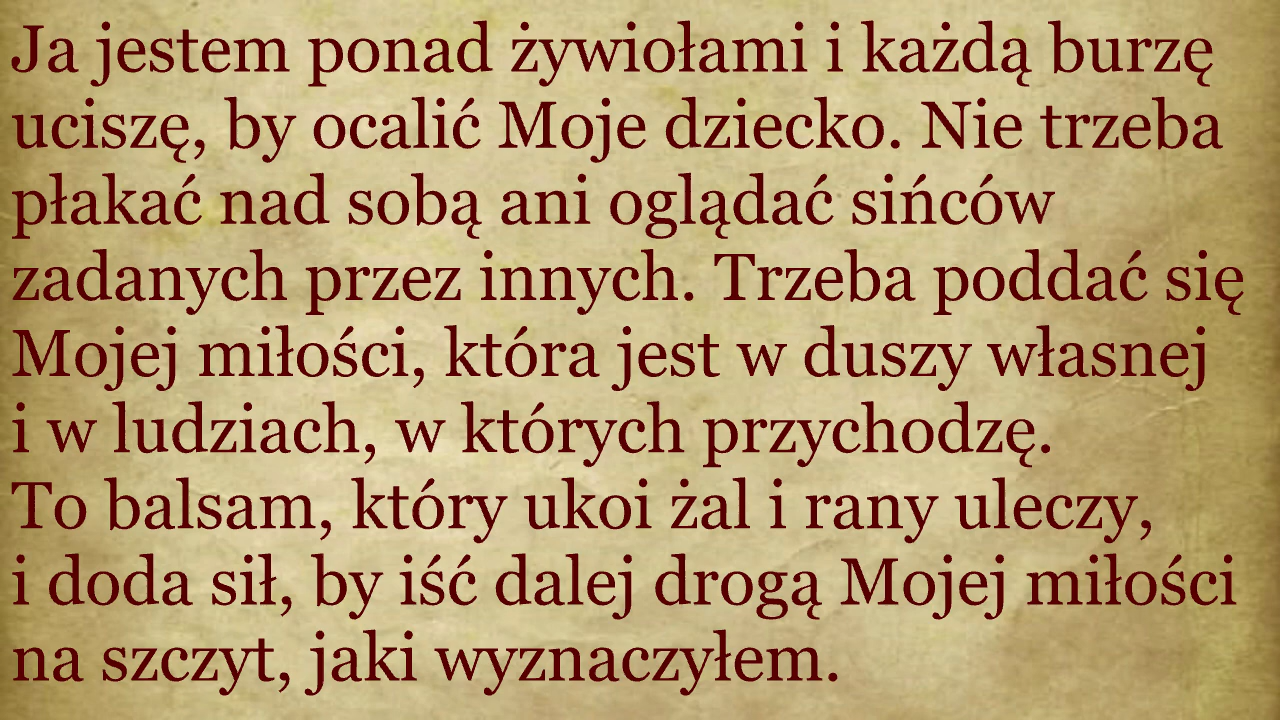 Ja jestem ponad żywiołami i każdą burzę
uciszę, by ocalić Moje dziecko. Nie trzeba
płakać nad sobą ani oglądać sińców
zadanych przez innych. Trzeba poddać się
Mojej miłości, która jest w duszy własnej
i w ludziach, w których przychodzę.
To balsam, który ukoi żal i rany uleczy,
i doda sił, by iść dalej drogą Mojej miłości
na szczyt, jaki wyznaczyłem.